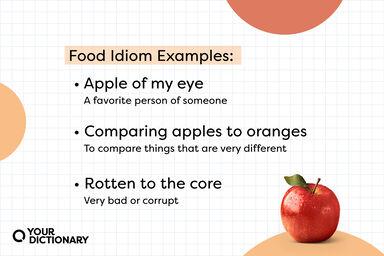 Food Idiom Examples:
• Apple of my eye
A favorite person of someone
• Comparing apples to oranges
To compare things that are very different
• Rotten to the core
Very bad or corrupt
YOUR
DICTIONARY